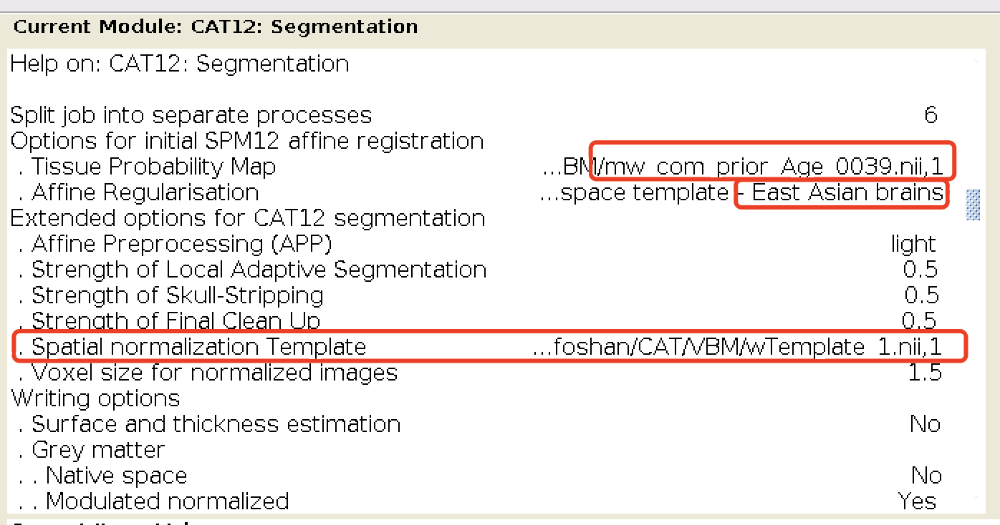 Current Module: CAT12: Segmentation
Help on: CAT12: Segmentation
Split job into separate processes 6
Options for initial SPM12 affine registration
. Tissue Probability Map ...BM/mw_com_prior_Age_0039.nii,1
. Affine Regularisation ...space template - East Asian brains
Extended options for CAT12 segmentation
. Affine Preprocessing (APP) light
. Strength of Local Adaptive Segmentation 0.5
. Strength of Skull-Stripping 0.5
. Strength of Final Clean Up 0.5
. Spatial normalization Template ...foshan/CAT/VBM/wTemplate_1.nii,1
. Voxel size for normalized images 1.5
Writing options
. Surface and thickness estimation No
. Grey matter
. . Native space No
. . Modulated normalized Yes